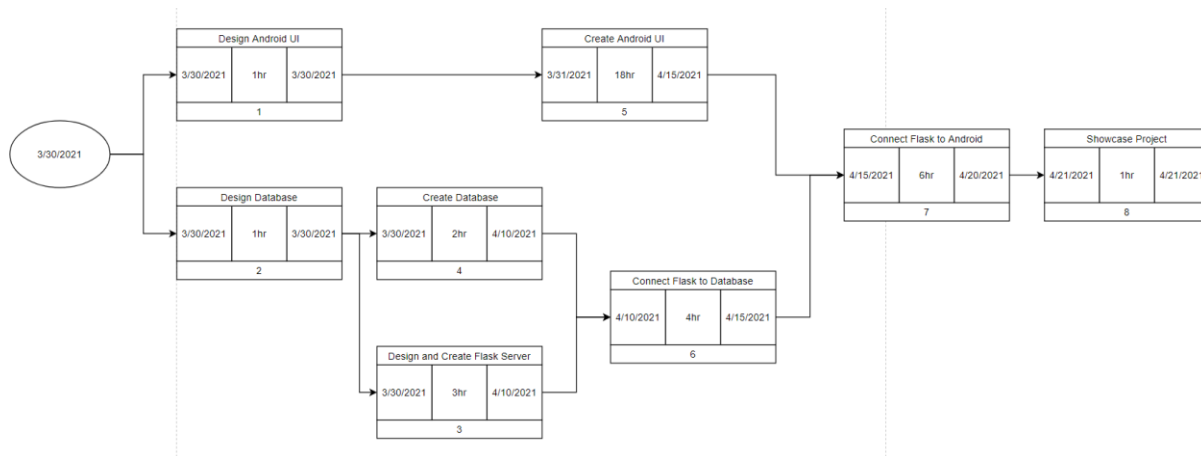 3/30/2021
Design Android UI
3/30/2021 1hr 3/30/2021
1
Create Android UI
3/31/2021 18hr 4/15/2021
5
Design Database
3/30/2021 1hr 3/30/2021
2
Create Database
3/30/2021 2hr 4/10/2021
4
Design and Create Flask Server
3/30/2021 3hr 4/10/2021
3
Connect Flask to Database
4/10/2021 4hr 4/15/2021
6
Connect Flask to Android
4/15/2021 6hr 4/20/2021
7
Showcase Project
4/21/2021 1hr 4/21/2021
8